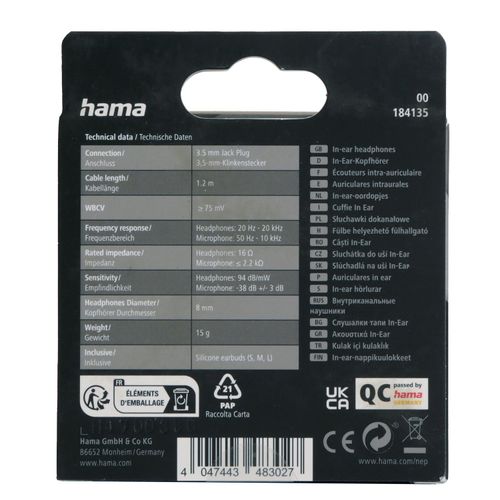 hama
00
184135
Technical data / Technische Daten
Connection/
Anschluss
3.5 mm Jack Plug
3,5-mm-Klinkenstecker
Cable length/
Kabellänge
1.2 m
WBCV
≥ 75 mV
Frequency response/
Frequenzbereich
Headphones: 20 Hz - 20 kHz
Microphone: 50 Hz - 10 kHz
Rated impedance/
Impedanz
Headphones: 16 Ω
Microphone: ≤ 2.2 kΩ
Sensitivity/
Empfindlichkeit
Headphones: 94 dB/mW
Microphone: -38 dB +/- 3 dB
Headphones Diameter/
Kopfhörer Durchmesser
8 mm
Weight/
Gewicht
15 g
Inclusive/
Inklusive
Silicone earbuds (S, M, L)
GB In-ear headphones
D In-Ear-Kopfhörer
F Écouteurs intra-auriculaire
E Auriculares intraurales
NL In-ear-oordopjes
I Cuffie In Ear
PL Słuchawki dokanałowe
H Fülbe helyezhető fülhallgató
RO Căști In-Ear
CZ Sluchátka do uší In-Ear
SK Slúchadlá na uši In-Ear
P Auriculares in ear
S In-ear hörlurar
RUS Внутриканальные
наушники
BG Слушалки тапи In-Ear
GR Ακουστικά In-Ear
TR Kulak içi kulaklık
FIN In-ear-nappikuulokkeet
FR
ÉLÉMENTS
D'EMBALLAGE
21
PAP
Raccolta Carta
UK
CA
QC
passed by
hama
GERMANY
Hama GmbH & Co KG
86652 Monheim / Germany
4 047443 483027
www.hama.com
www.hama.com/nep